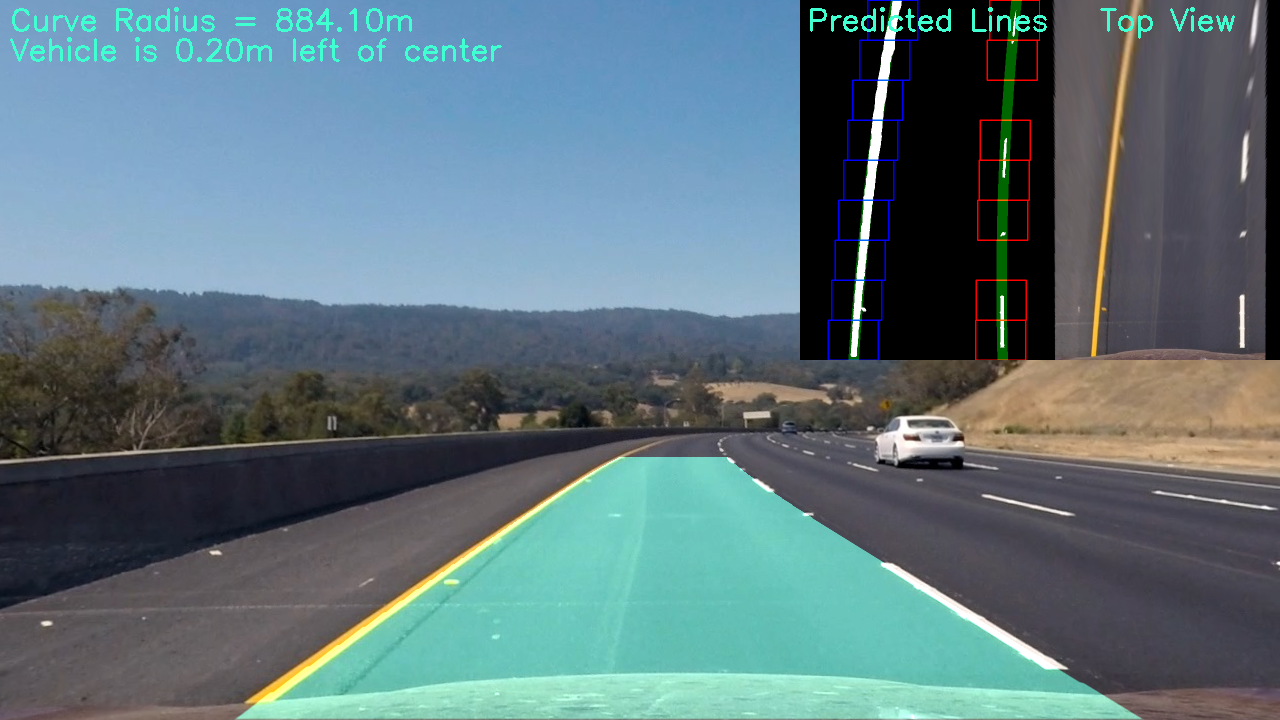 Curve Radius = 884.10m
Vehicle is 0.20m left of center
Predicted Lines
Top View